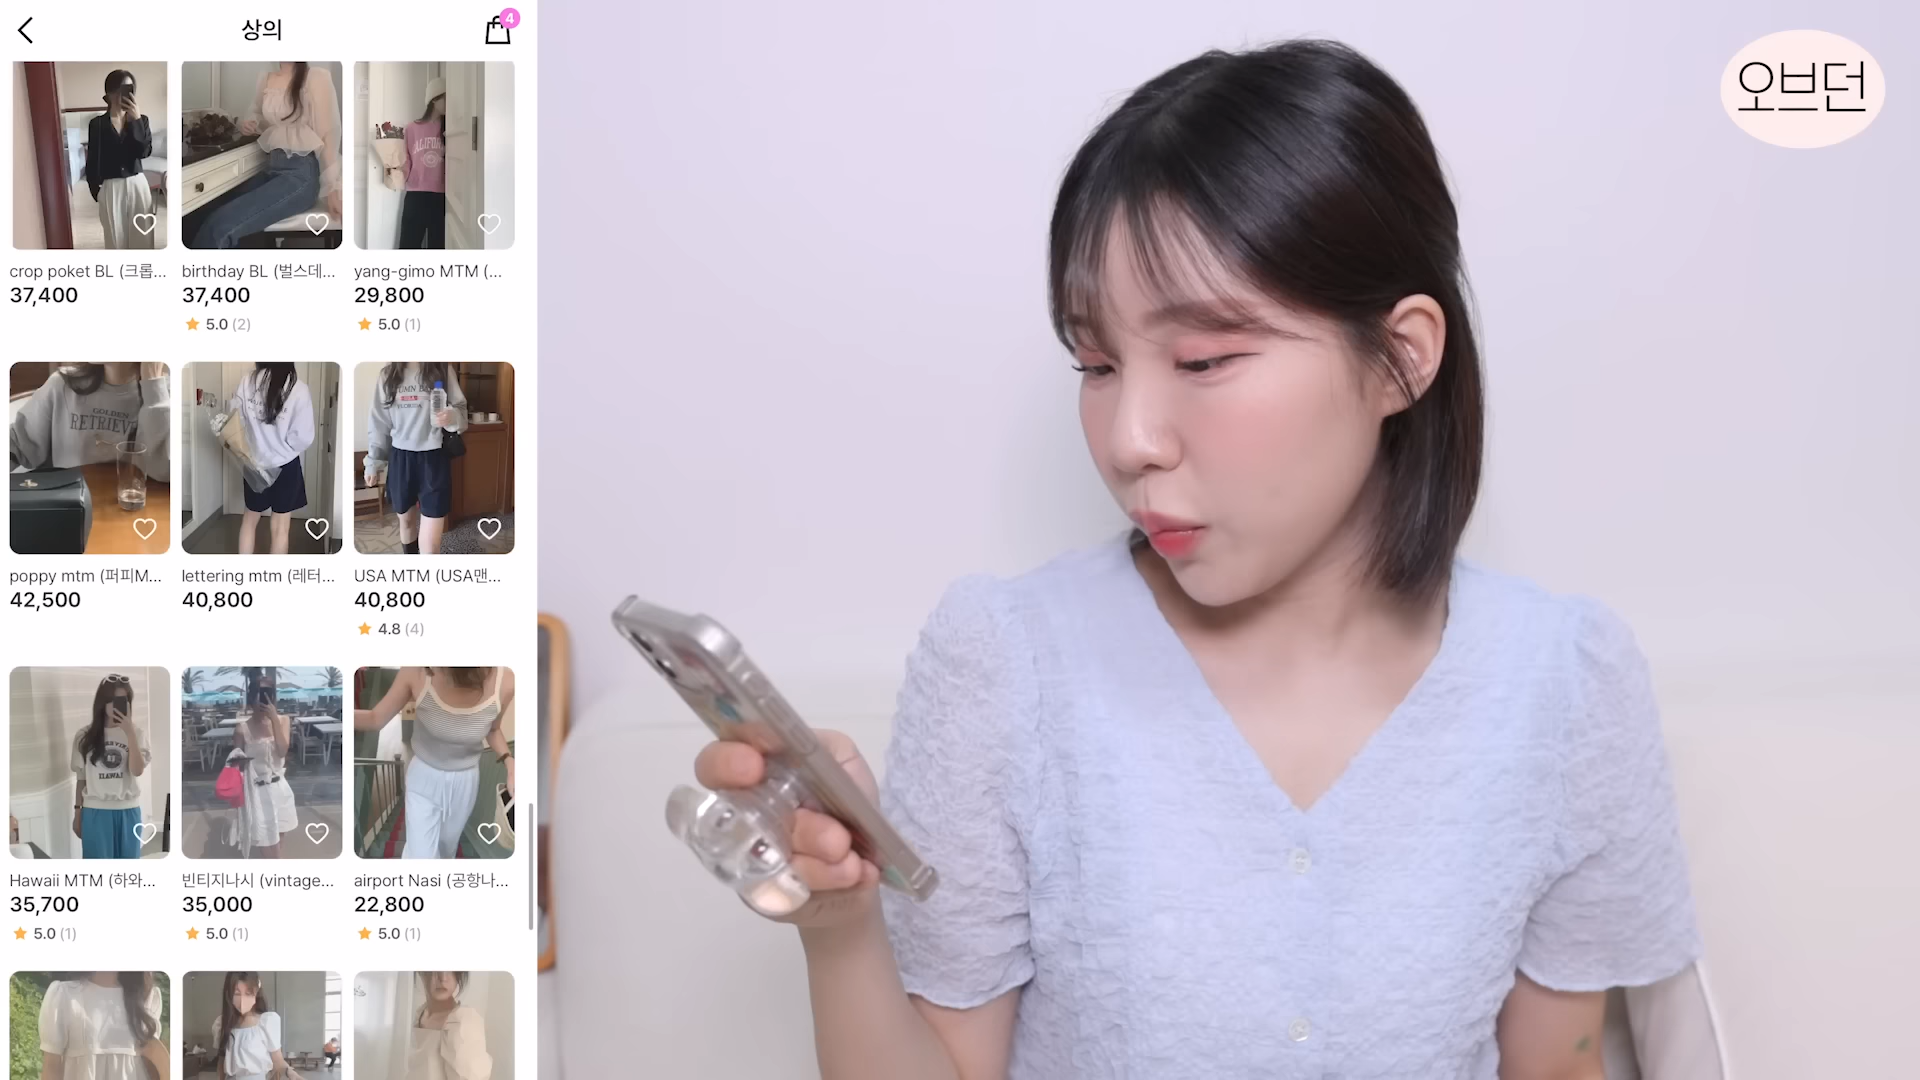 상의
4
crop poket BL (크롭...
37,400
birthday BL (벌스데...
37,400
5.0 (2)
yang-gimo MTM (...
29,800
5.0 (1)
poppy mtm (퍼피M...
42,500
lettering mtm (레터...
40,800
USA MTM (USA맨...
40,800
4.8 (4)
Hawaii MTM (하와...
35,700
5.0 (1)
빈티지나시 (vintage...
35,000
5.0 (1)
airport Nasi (공항나...
22,800
5.0 (1)
GOLDEN
RETRIEV
HAWAII
오브던